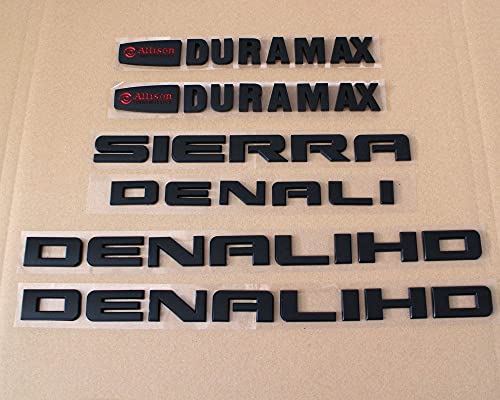 Allison DURAMAX
Allison DURAMAX
SIERRA
DENALI
DENALIHD
DENALIHD